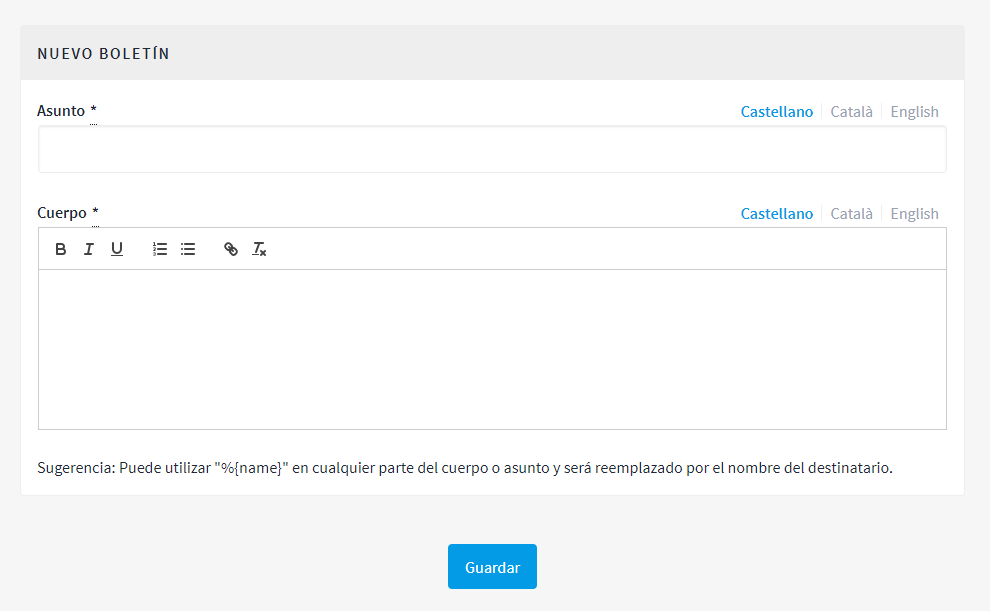 NUEVO BOLETÍN
Asunto * Castellano Català English
Cuerpo * Castellano Català English
B I U
Sugerencia: Puede utilizar "%{name}" en cualquier parte del cuerpo o asunto y será reemplazado por el nombre del destinatario.
Guardar